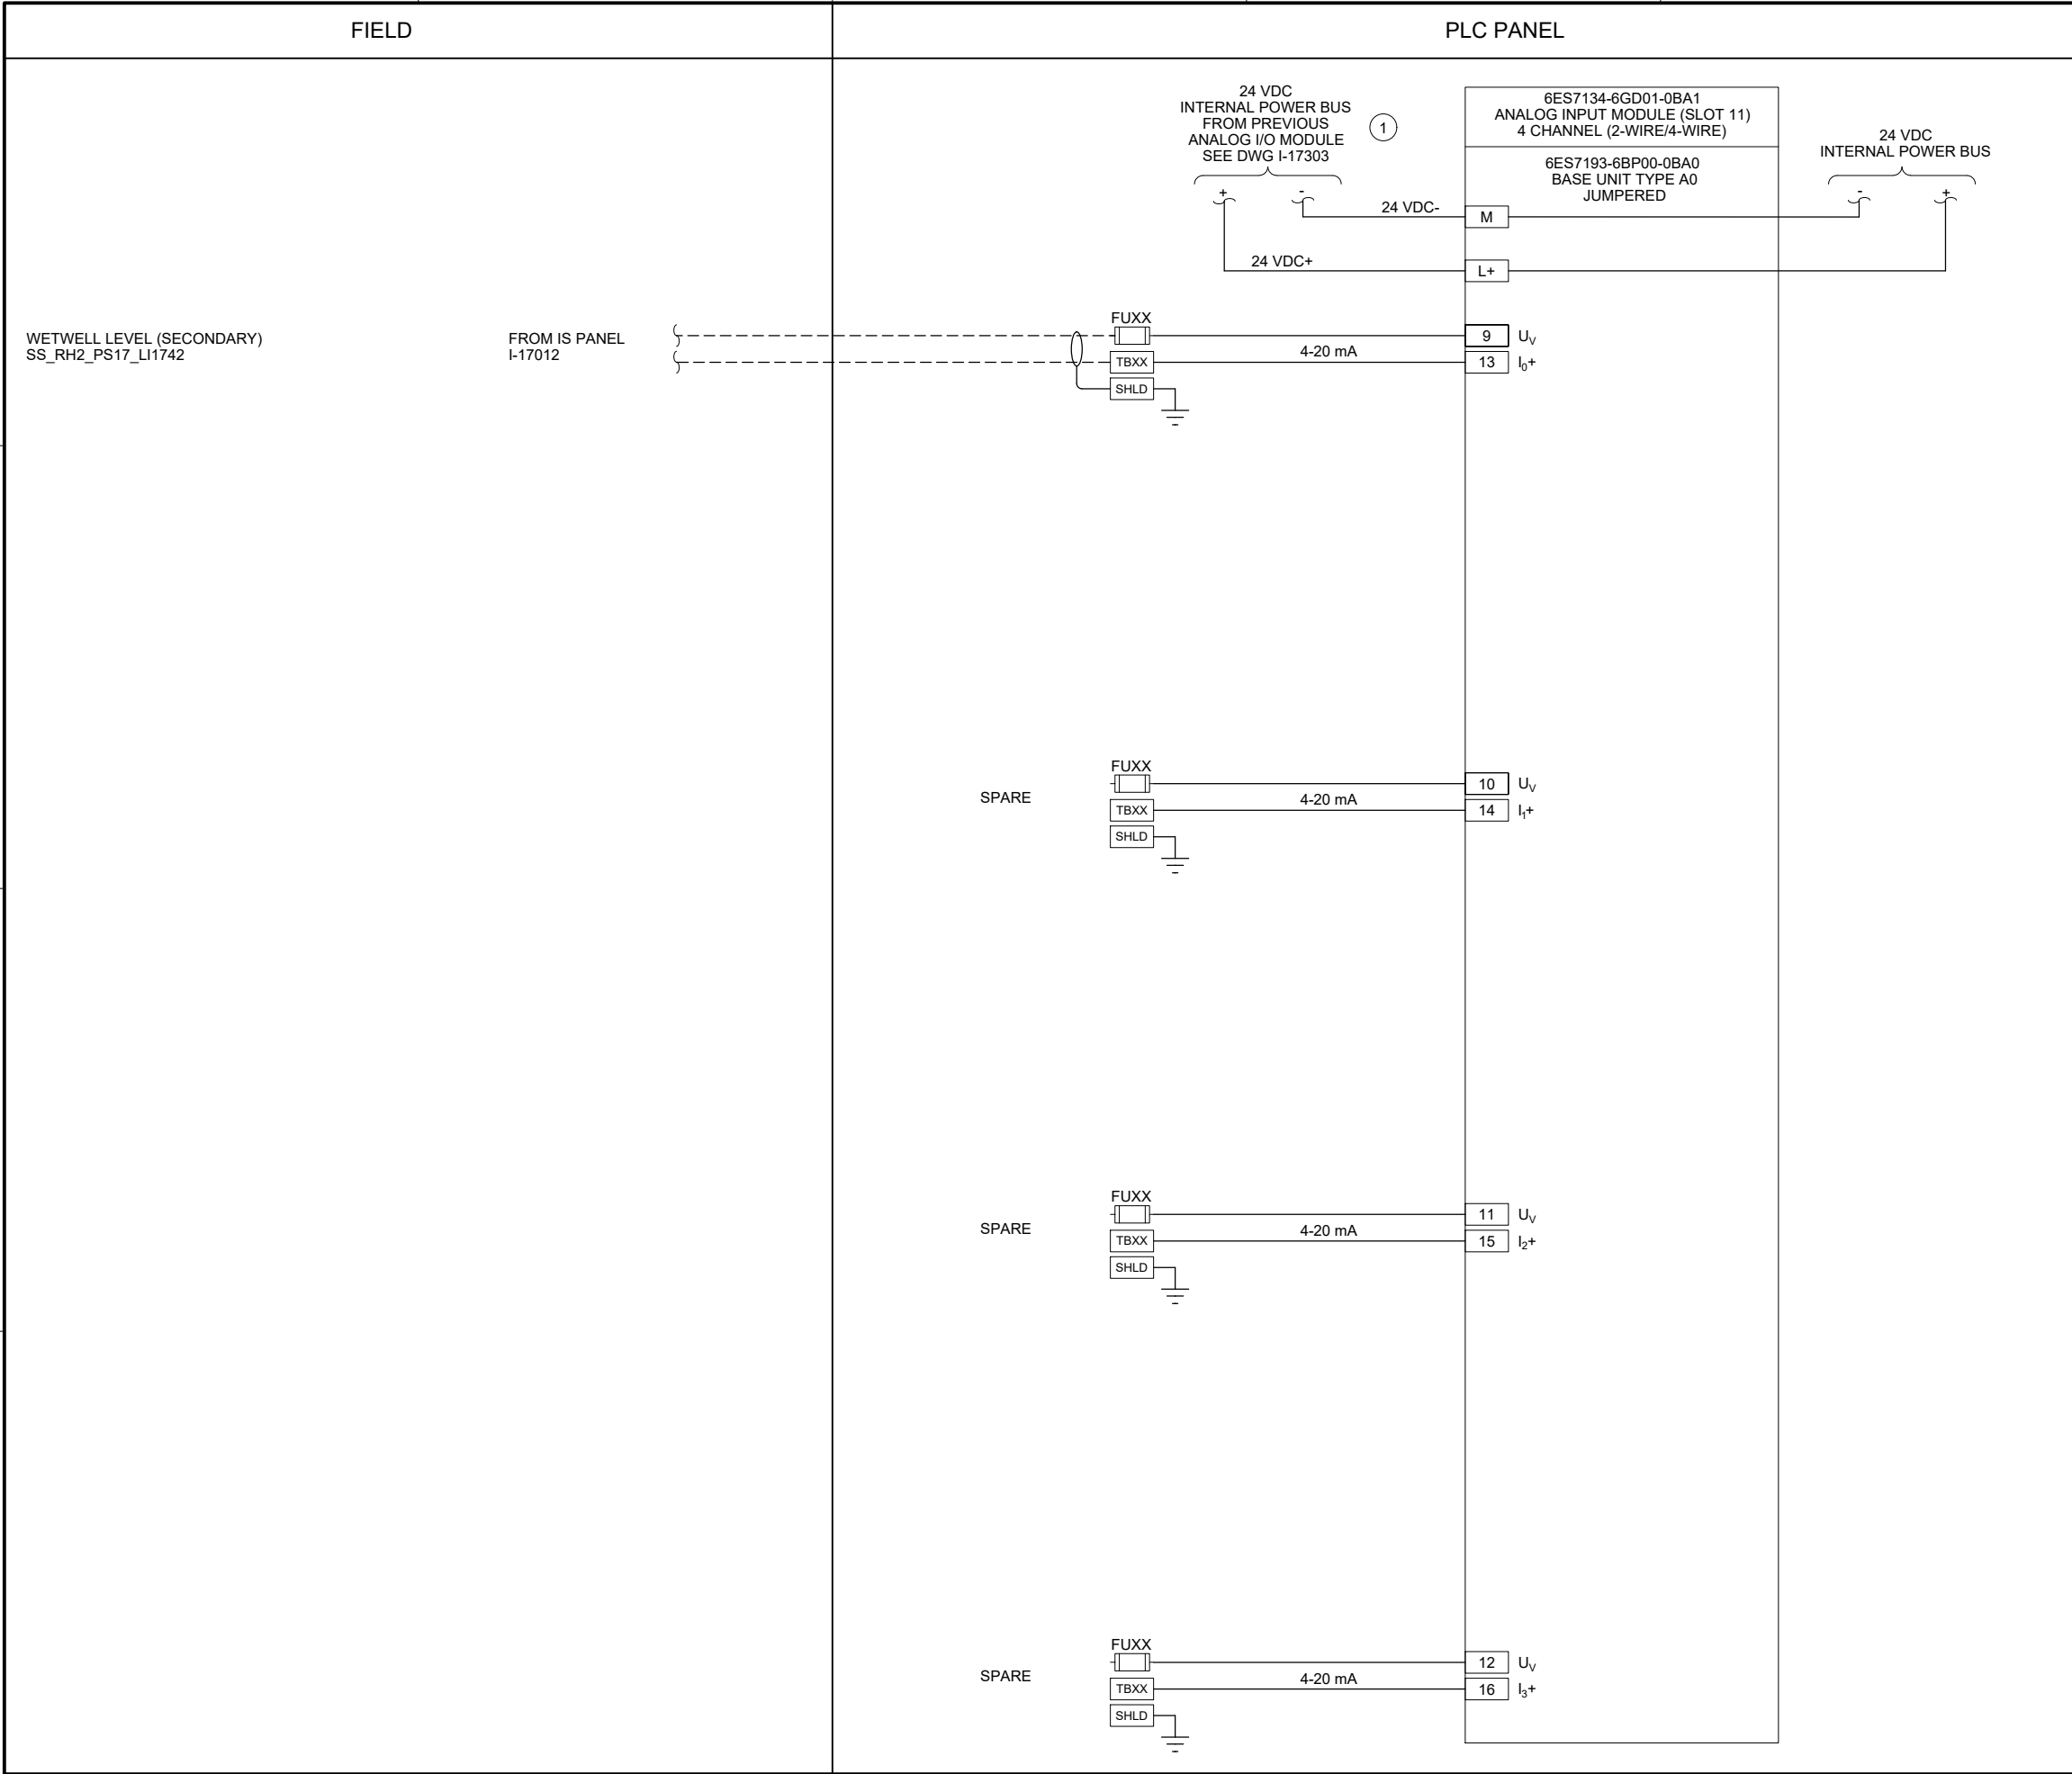 FIELD
PLC PANEL
24 VDC
INTERNAL POWER BUS
FROM PREVIOUS
ANALOG I/O MODULE
SEE DWG I-17303
1
6ES7134-6GD01-0BA1
ANALOG INPUT MODULE (SLOT 11)
4 CHANNEL (2-WIRE/4-WIRE)
6ES7193-6BP00-0BA0
BASE UNIT TYPE A0
JUMPERED
24 VDC
INTERNAL POWER BUS
+ -
- +
24 VDC-
M
24 VDC+
L+
WETWELL LEVEL (SECONDARY)
SS_RH2_PS17_LI1742
FROM IS PANEL
I-17012
FUXX
9 UV
4-20 mA
TBXX
13 I0+
SHLD
SPARE
FUXX
10 UV
4-20 mA
TBXX
14 I1+
SHLD
SPARE
FUXX
11 UV
4-20 mA
TBXX
15 I2+
SHLD
SPARE
FUXX
12 UV
4-20 mA
TBXX
16 I3+
SHLD